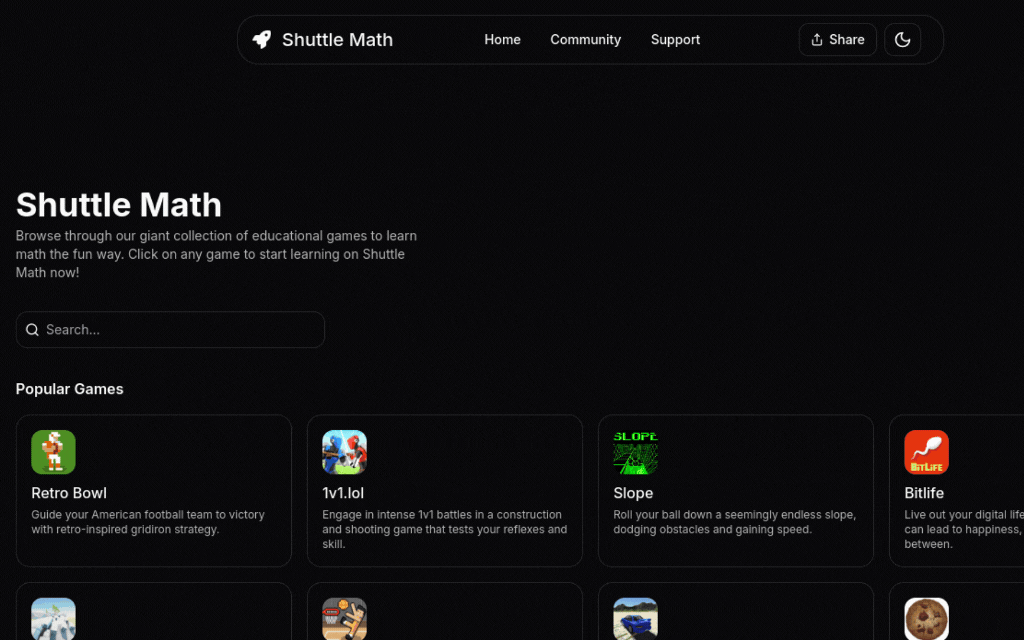 Shuttle Math
Home
Community
Support
Share
Shuttle Math
Browse through our giant collection of educational games to learn
math the fun way. Click on any game to start learning on Shuttle
Math now!
Search...
Popular Games
SLOPE
BITLIFE
Retro Bowl
1v1.lol
Slope
Bitlife
Guide your American football team to victory
with retro-inspired gridiron strategy.
Engage in intense 1v1 battles in a construction
and shooting game that tests your reflexes and
skill.
Roll your ball down a seemingly endless slope,
dodging obstacles and gaining speed.
Live out your digital life
can lead to happiness,
between.